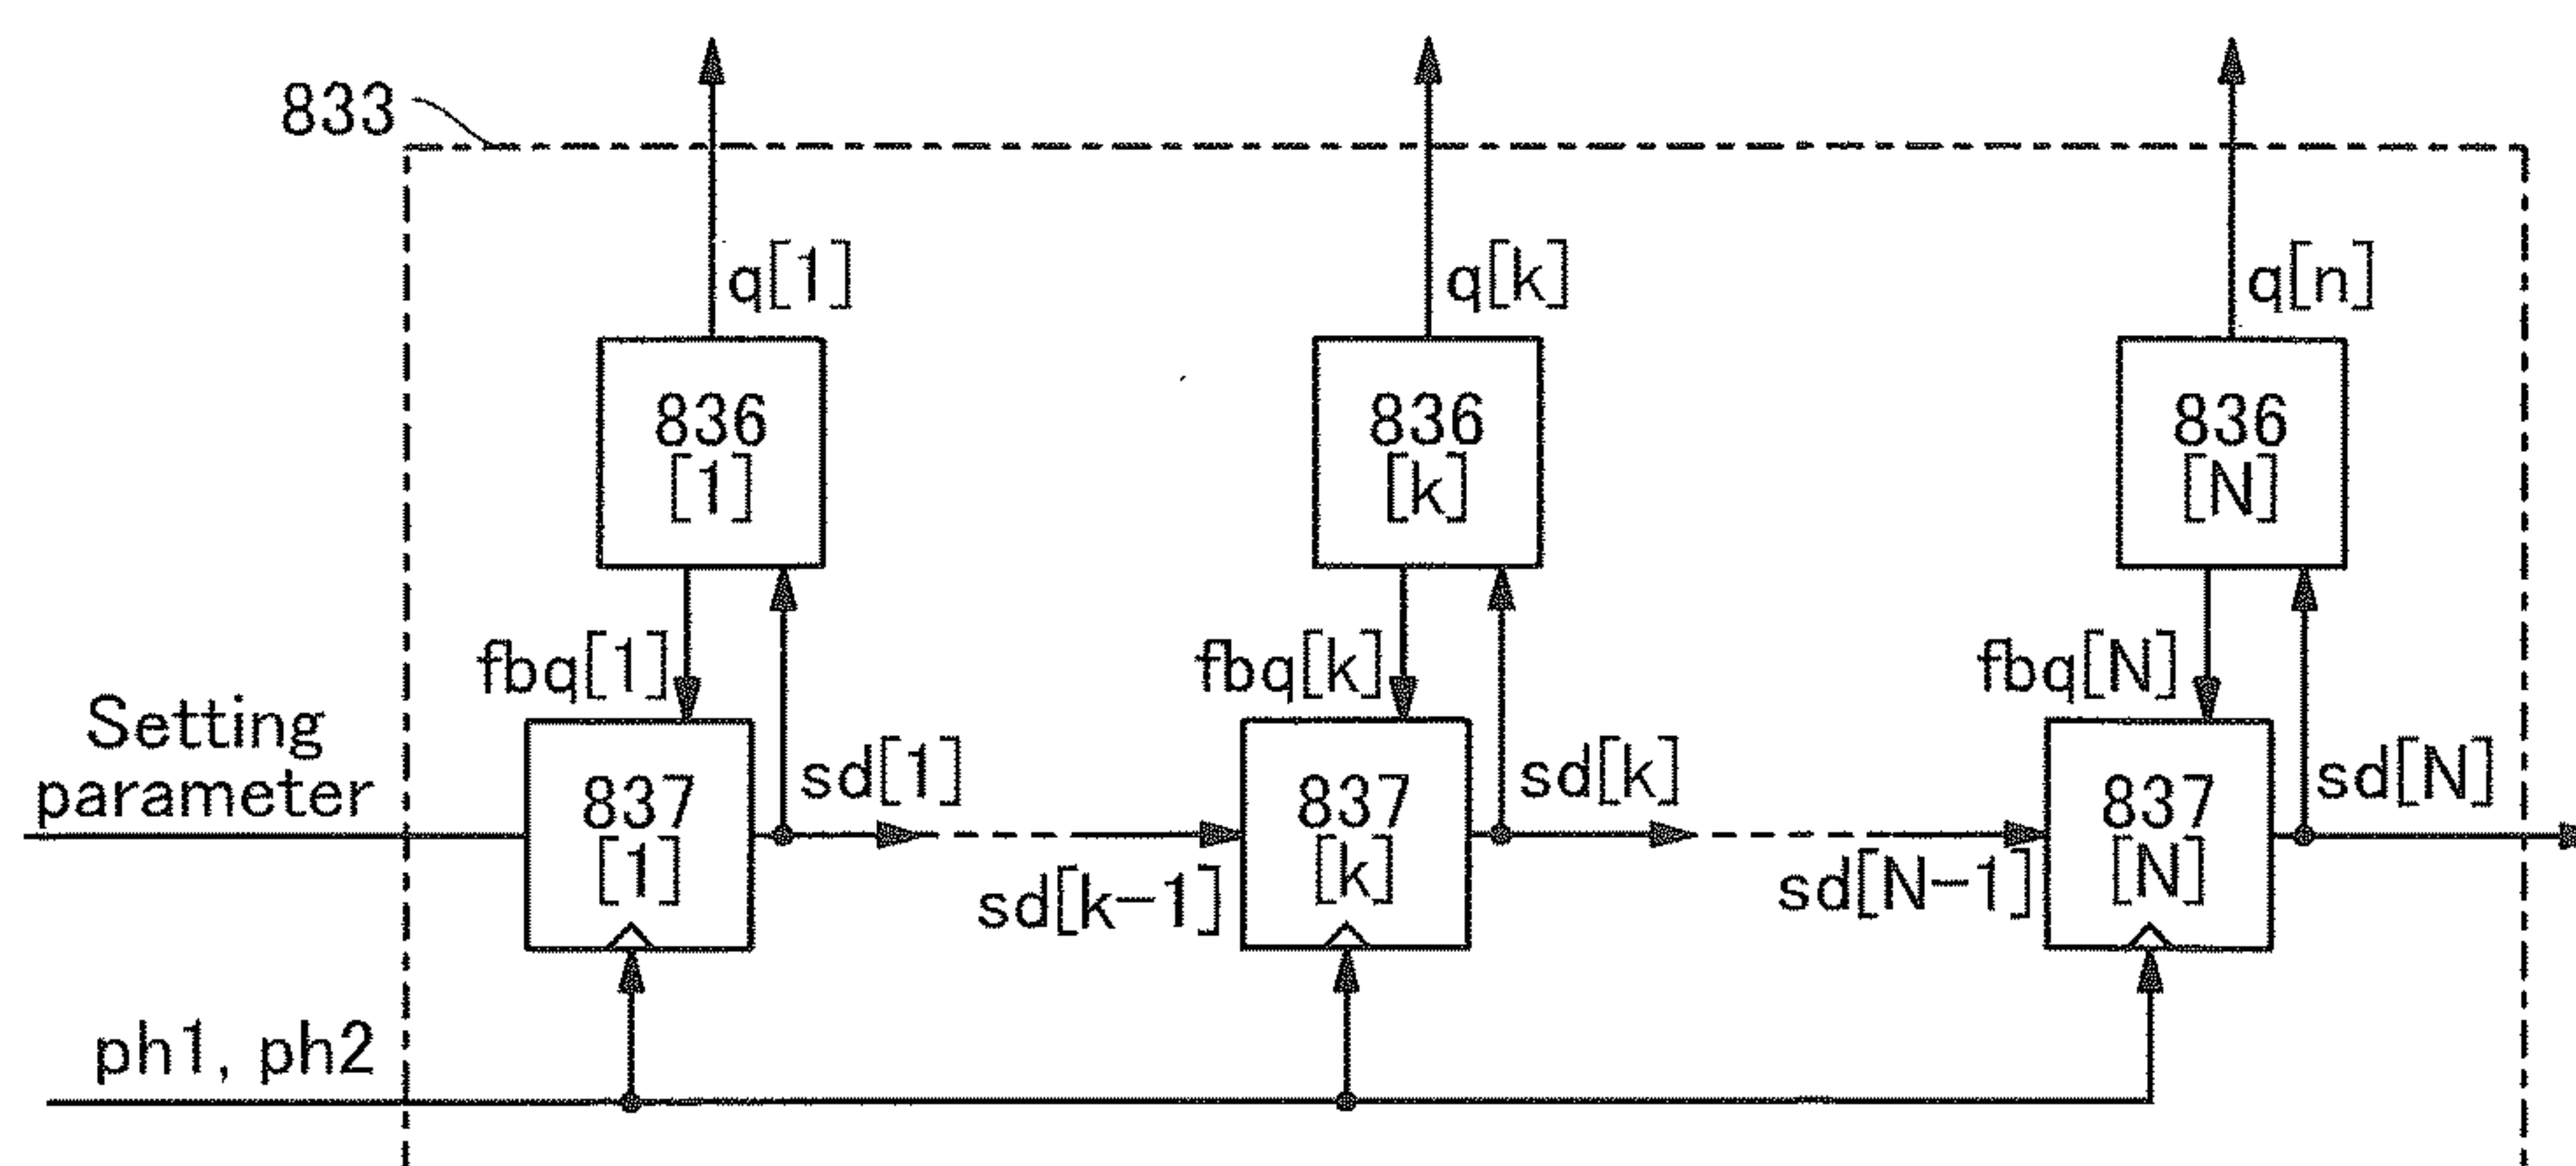 833
q[1]
q[k]
q[n]
836
[1]
836
[k]
836
[N]
fbq[1]
fbq[k]
fbq[N]
Setting
parameter
837
[1]
sd[1]
sd[k-1]
837
[k]
sd[k]
sd[N-1]
837
[N]
sd[N]
ph1, ph2